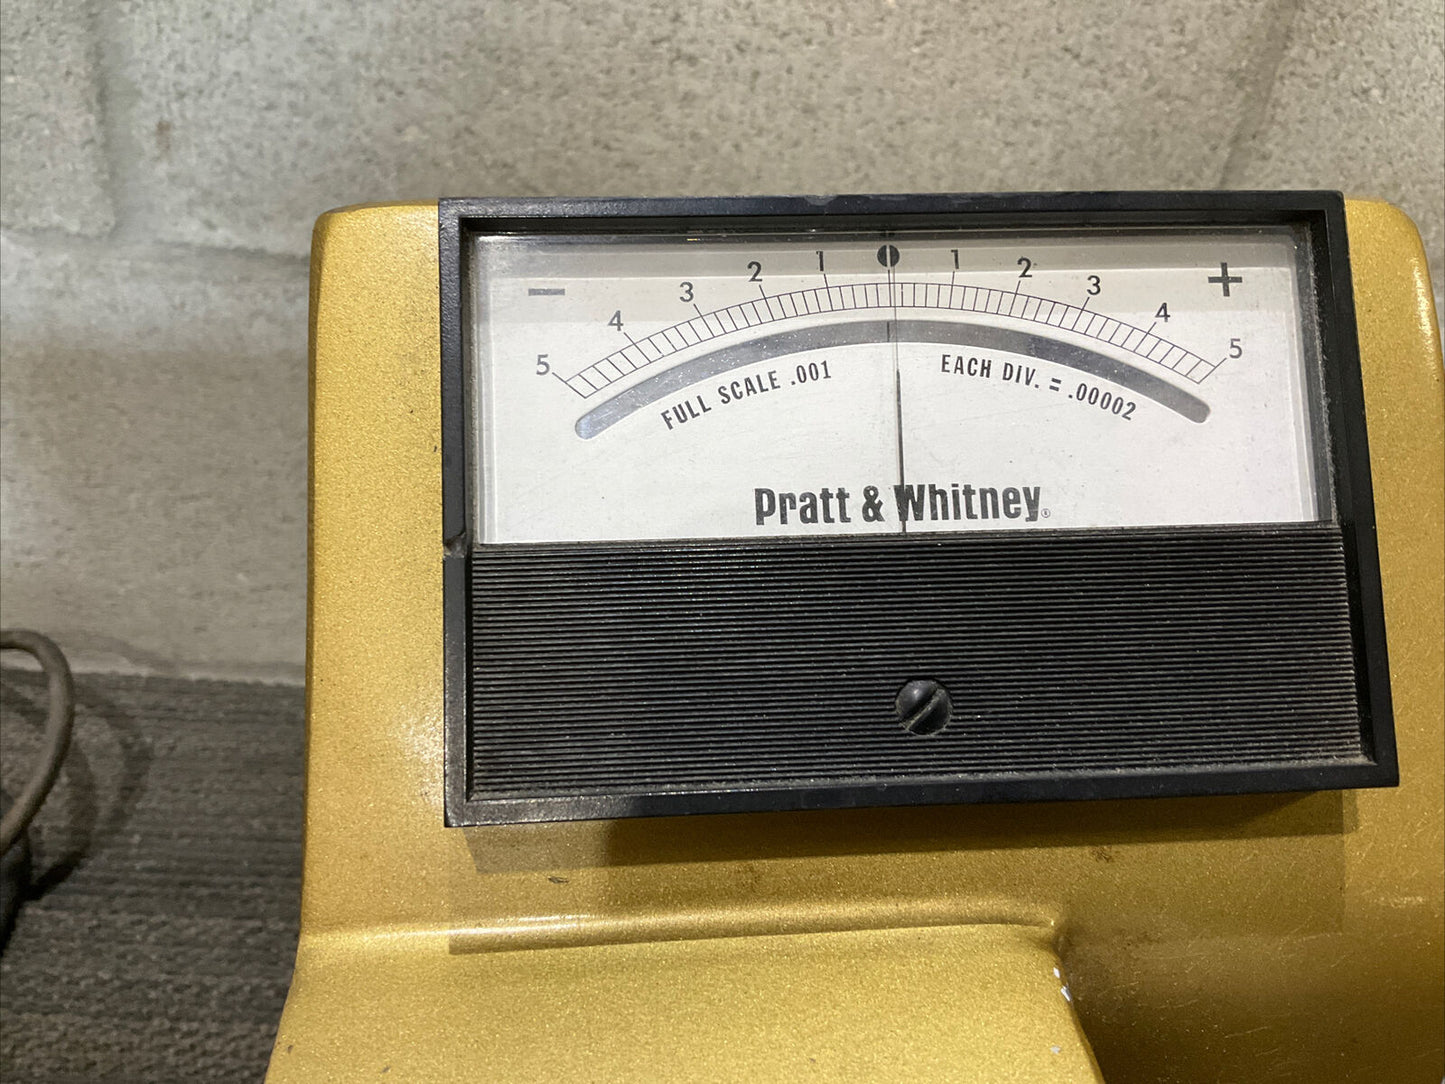 − 5 4 3 2 1 0 1 2 3 4 5 +
FULL SCALE .001 EACH DIV. = .00002
Pratt & Whitney®